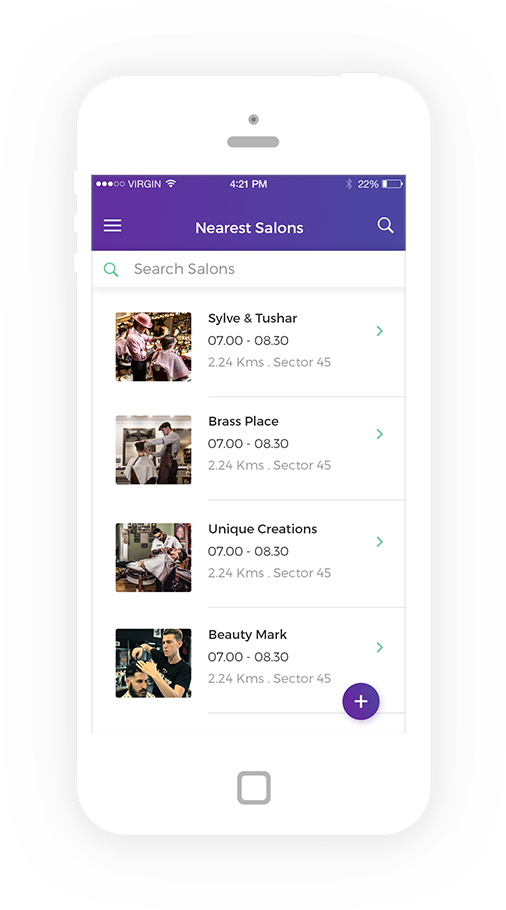 VIRGIN 4:21 PM 22%
Nearest Salons
Search Salons
Sylve & Tushar
07.00 - 08.30
2.24 Kms . Sector 45
Brass Place
07.00 - 08.30
2.24 Kms . Sector 45
Unique Creations
07.00 - 08.30
2.24 Kms . Sector 45
Beauty Mark
07.00 - 08.30
2.24 Kms . Sector 45